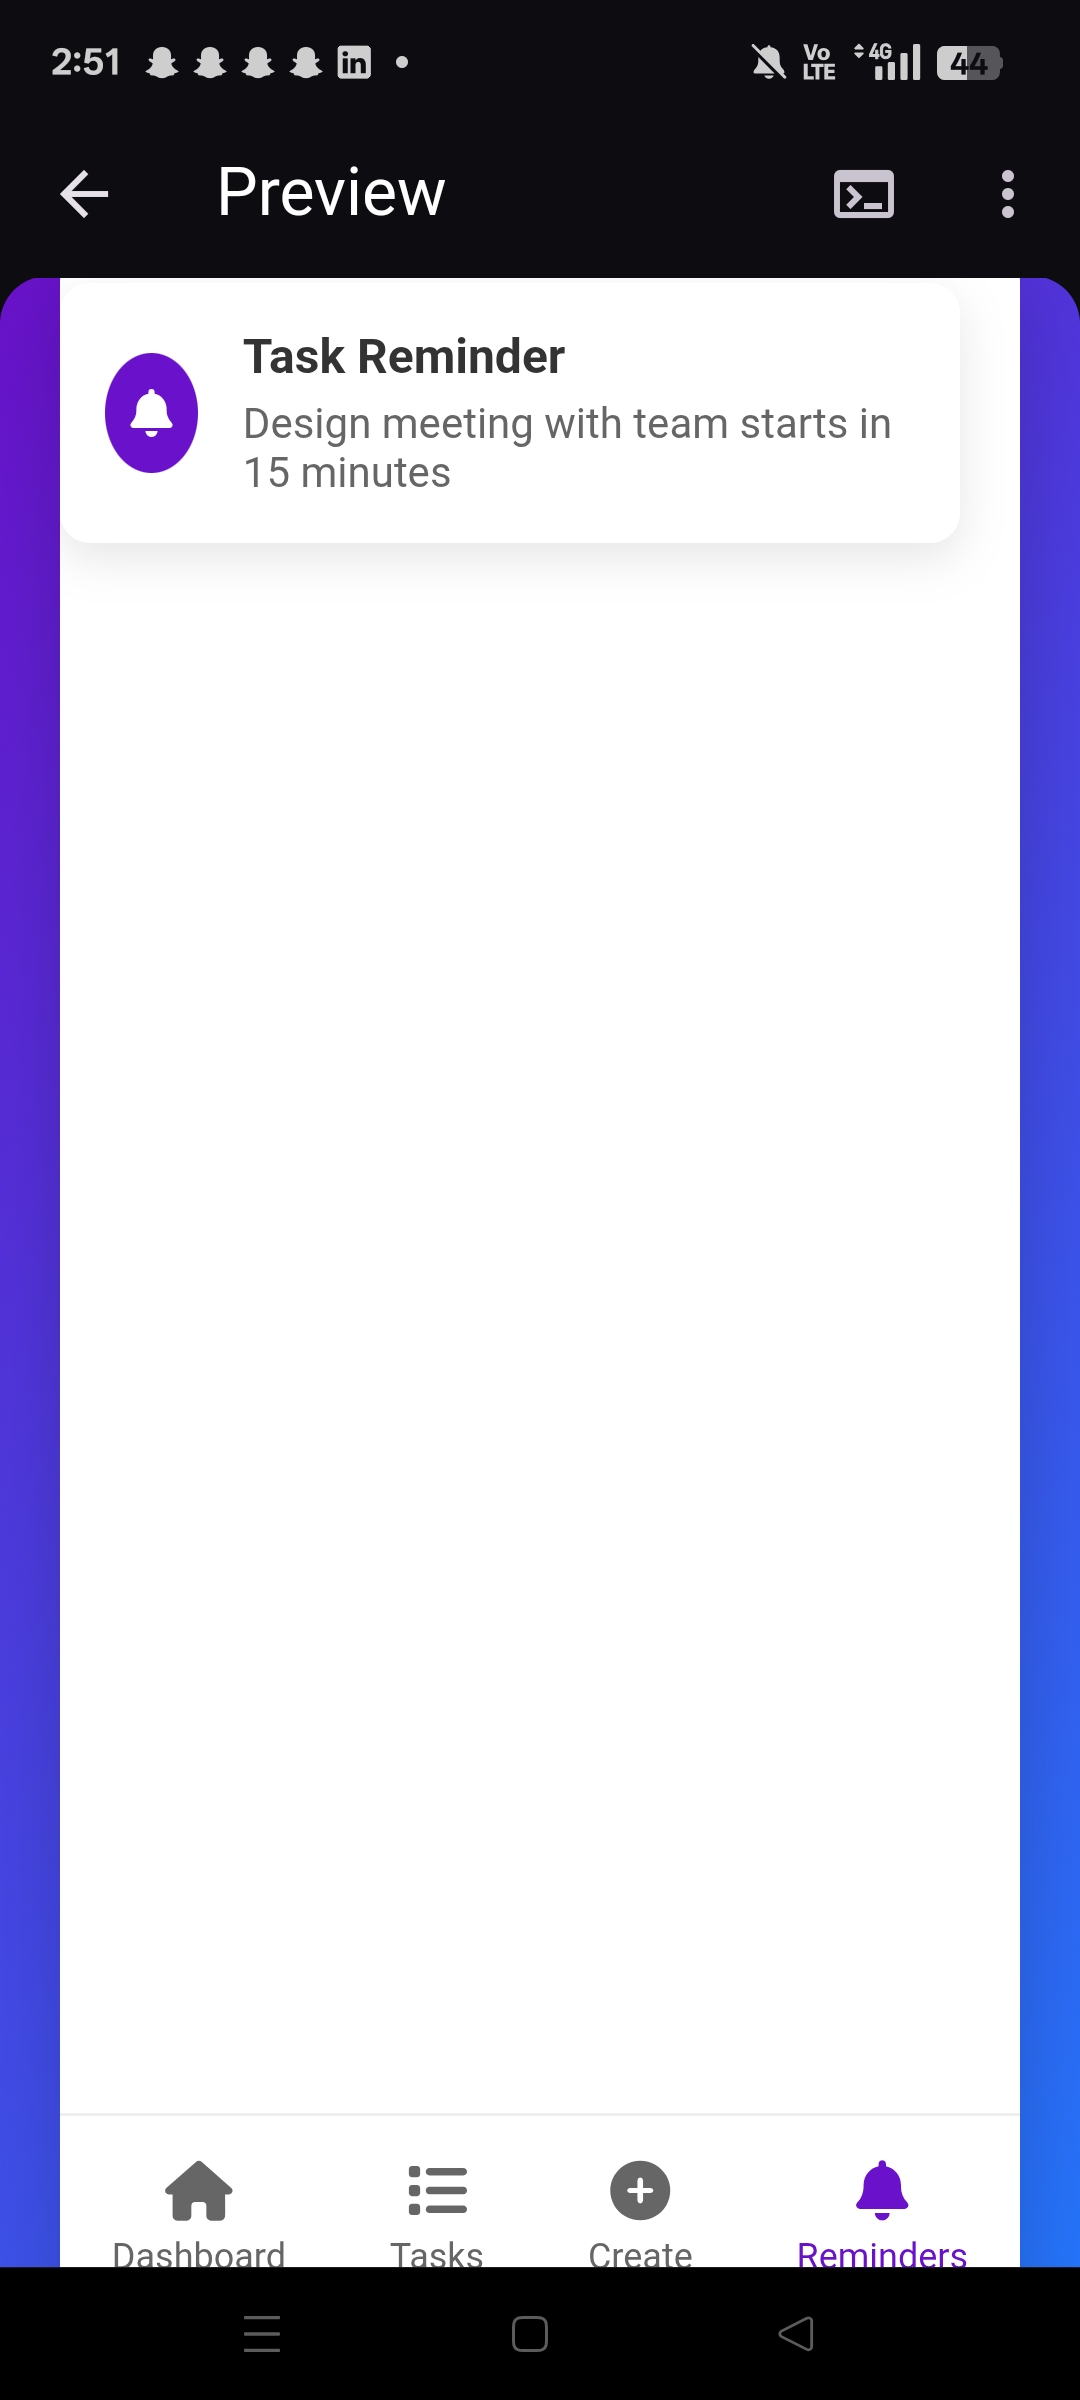 2:51
in
Vo
LTE
4G
44
Preview
Task Reminder
Design meeting with team starts in
15 minutes
Dashboard
Tasks
Create
Reminders